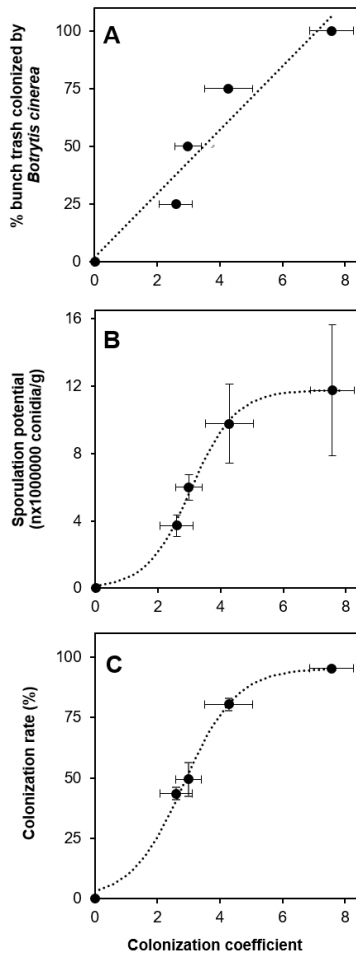 A
% bunch trash colonized by
Botrytis cinerea
100
75
50
25
0
0 2 4 6 8
B
Sporulation potential
(nx1000000 conidia/g)
16
12
8
4
0
0 2 4 6 8
C
Colonization rate (%)
100
75
50
25
0
0 2 4 6 8
Colonization coefficient